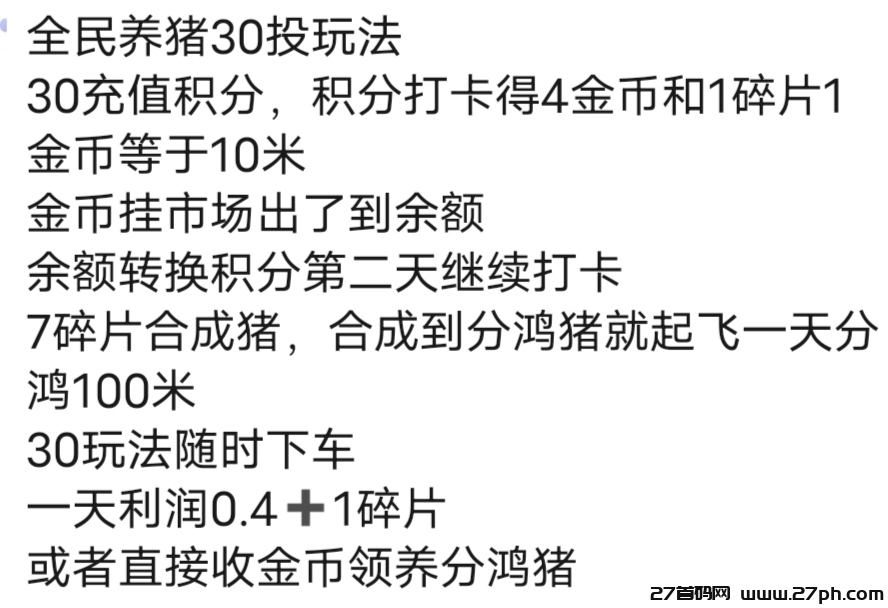 全民养猪30投玩法
30充值积分，积分打卡得4金币和1碎片1
金币等于10米
金币挂市场出了到余额
余额转换积分第二天继续打卡
7碎片合成猪，合成到分鸿猪就起飞一天分
鸿100米
30玩法随时下车
一天利润0.4➕1碎片
或者直接收金币领养分鸿猪
27首码网 www.27ph.com